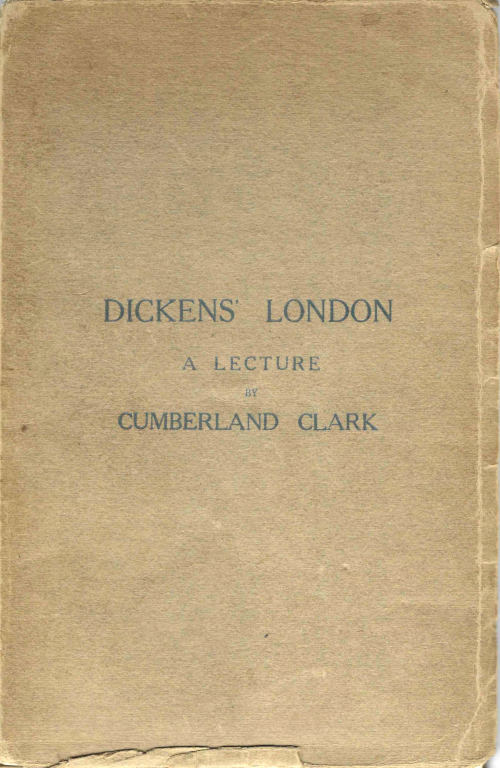 DICKENS' LONDON
A LECTURE
BY
CUMBERLAND CLARK